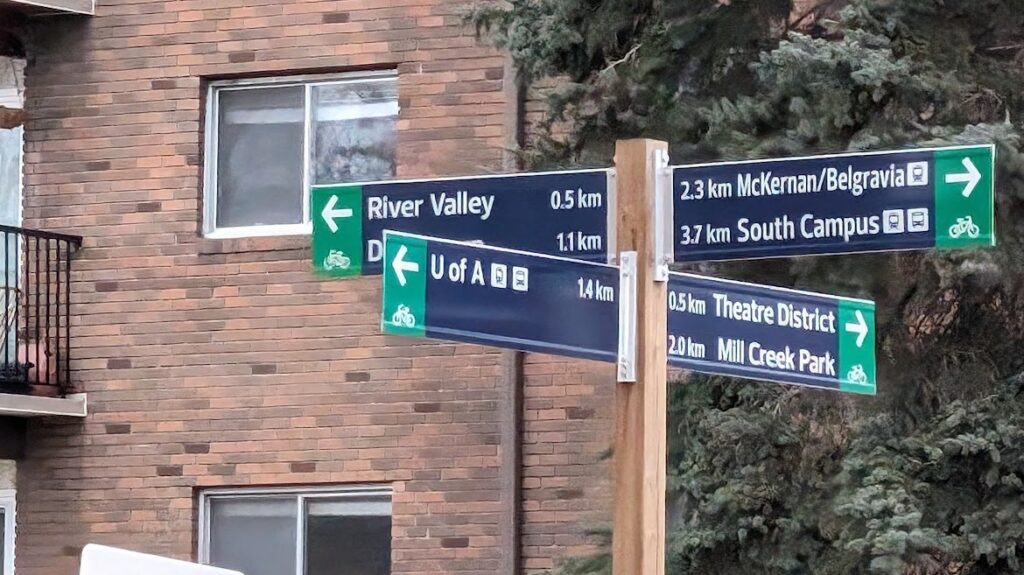 River Valley 0.5 km
1.1 km
U of A 1.4 km
2.3 km McKernan/Belgravia
3.7 km South Campus
0.5 km Theatre District
2.0 km Mill Creek Park